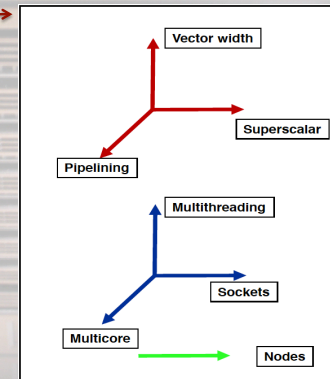 Vector width
Superscalar
Pipelining
Multithreading
Sockets
Multicore
Nodes